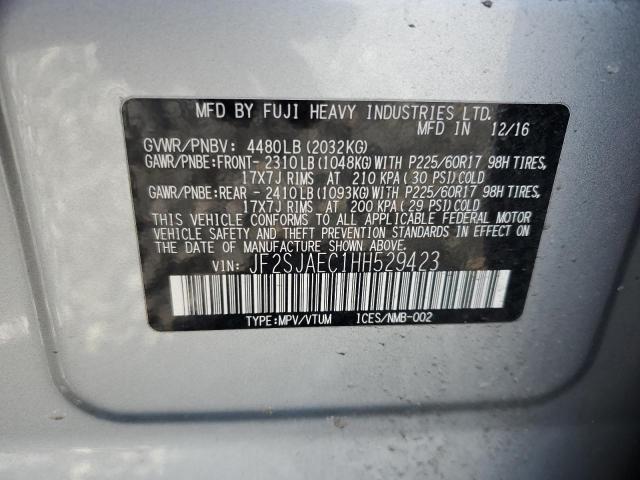 MFD BY FUJI HEAVY INDUSTRIES LTD.
MFD IN 12/16
GVWR/PNBV: 4480LB (2032KG)
GAWR/PNBE:FRONT- 2310LB (1048KG) WITH P225/60R17 98H TIRES,
17X7J RIMS AT 210 KPA (30 PSI) COLD
GAWR/PNBE:REAR - 2410LB (1093KG) WITH P225/60R17 98H TIRES,
17X7J RIMS AT 200 KPA (29 PSI) COLD
THIS VEHICLE CONFORMS TO ALL APPLICABLE FEDERAL MOTOR
VEHICLE SAFETY AND THEFT PREVENTION STANDARDS IN EFFECT
ON THE DATE OF MANUFACTURE SHOWN ABOVE.
VIN: JF2SJAEC1HH529423
TYPE:MPV/VTUM ICES/NMB-002